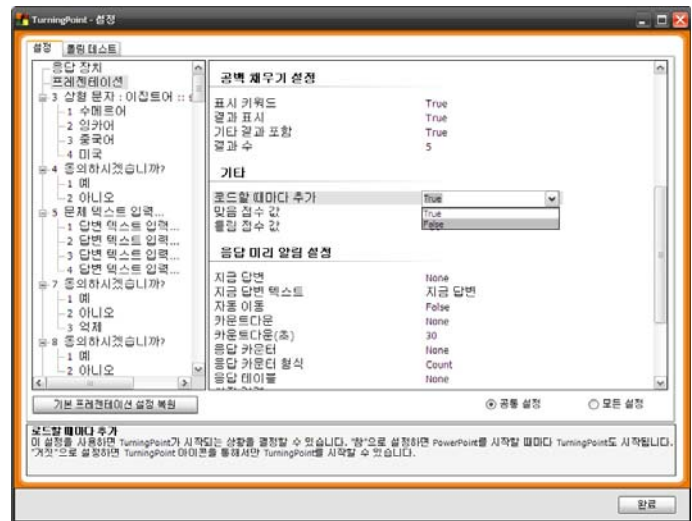 TurningPoint - 설정
설정
폴링 테스트
응답 장치
프레젠테이션
3 상형 문자 : 이집트어 ::
1 수메르어
2 잉카어
3 중국어
4 미국
4 동의하시겠습니까?
1 예
2 아니오
5 문제 텍스트 입력...
1 답변 텍스트 입력...
2 답변 텍스트 입력...
3 답변 텍스트 입력...
4 답변 텍스트 입력...
7 동의하시겠습니까?
1 예
2 아니오
3 억제
8 동의하시겠습니까?
1 예
2 아니오
공백 채우기 설정
표시 키워드 True
결과 표시 True
기타 결과 포함 True
결과 수 5
기타
로드할 때마다 추가 True
맞음 점수 값 True
틀림 점수 값 False
응답 미리 알림 설정
지금 답변 None
지금 답변 텍스트 지금 답변
자동 이동 False
카운트다운 None
카운트다운(초) 30
응답 카운터 None
응답 카운터 형식 Count
응답 테이블 None
기본 프레젠테이션 설정 복원
공통 설정
모든 설정
로드할 때마다 추가
이 설정을 사용하면 TurningPoint가 시작되는 상황을 결정할 수 있습니다. "참"으로 설정하면 PowerPoint를 시작할 때마다 TurningPoint도 시작됩니다.
"거짓"으로 설정하면 TurningPoint 아이콘을 통해서만 TurningPoint를 시작할 수 있습니다.
완료